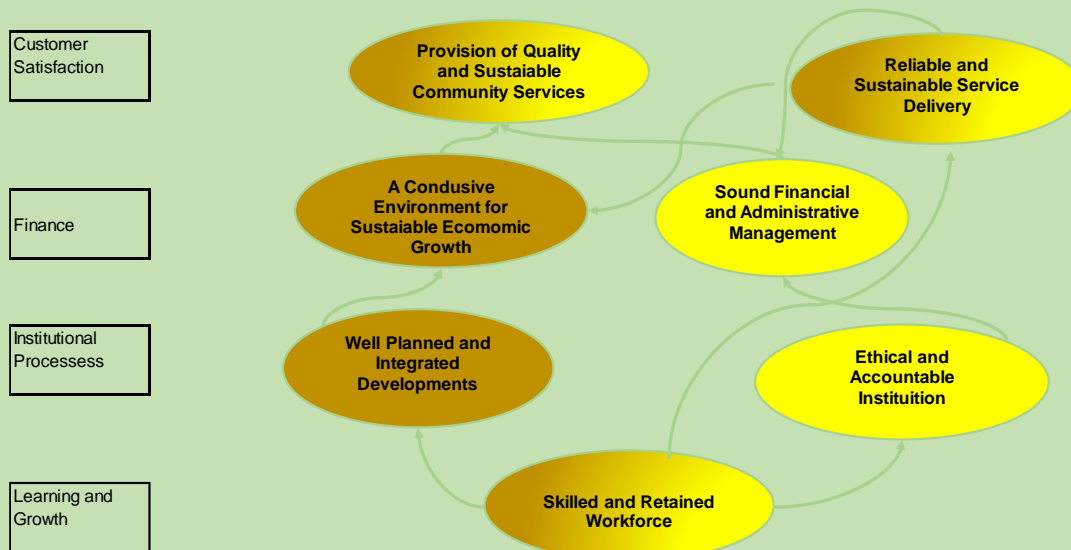 Customer
Satisfaction
Provision of Quality
and Sustaiable
Community Services
Reliable and
Sustainable Service
Delivery
Finance
A Condusive
Environment for
Sustaiable Ecomomic
Growth
Sound Financial
and Administrative
Management
Institutional
Processess
Well Planned and
Integrated
Developments
Ethical and
Accountable
Instituition
Learning and
Growth
Skilled and Retained
Workforce